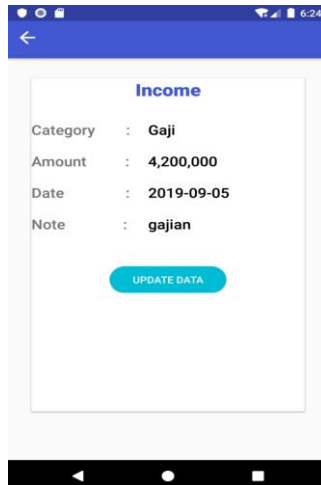 6:24
Income
Category : Gaji
Amount : 4,200,000
Date : 2019-09-05
Note : gajian
UPDATE DATA